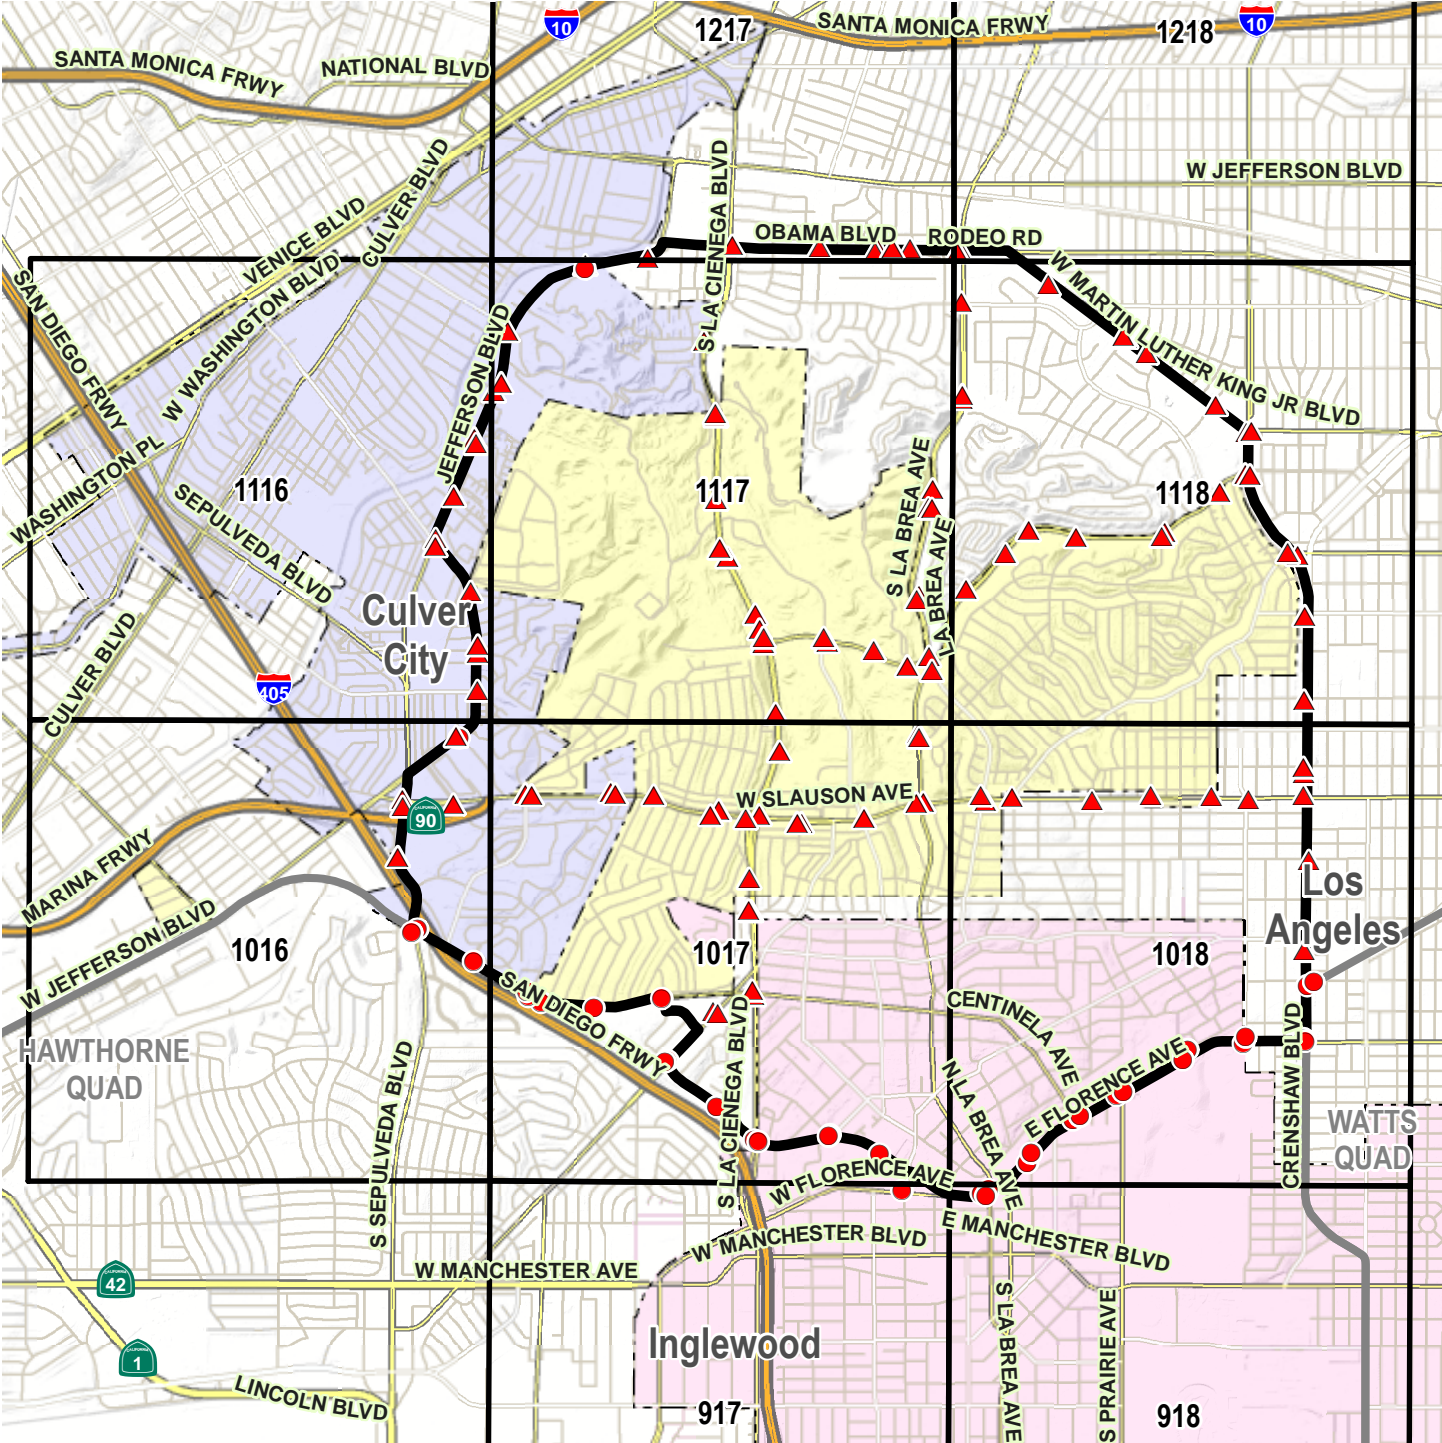 10
1217
SANTA MONICA FRWY
1218
10
SANTA MONICA FRWY
NATIONAL BLVD
W JEFFERSON BLVD
CULVER BLVD
S LA CIENEGA BLVD
VENICE BLVD
OBAMA BLVD
RODEO RD
W WASHINGTON BLVD
SAN DIEGO FRWY
W MARTIN LUTHER KING JR BLVD
JEFFERSON BLVD
WASHINGTON PL
1116
SEPULVEDA BLVD
1117
S LA BREA AVE
1118
LA BREA AVE
Culver
City
CULVER BLVD
405
W SLAUSON AVE
90
MARINA FRWY
Los
Angeles
W JEFFERSON BLVD
1016
1017
1018
SAN DIEGO FRWY
CENTINELA AVE
HAWTHORNE
QUAD
S SEPULVEDA BLVD
S LA CIENEGA BLVD
N LA BREA AVE
E FLORENCE AVE
CRENSHAW BLVD
WATTS
QUAD
W FLORENCE AVE
W MANCHESTER BLVD
E MANCHESTER BLVD
42
W MANCHESTER AVE
S LA BREA AVE
S PRAIRIE AVE
1
Inglewood
LINCOLN BLVD
917
918